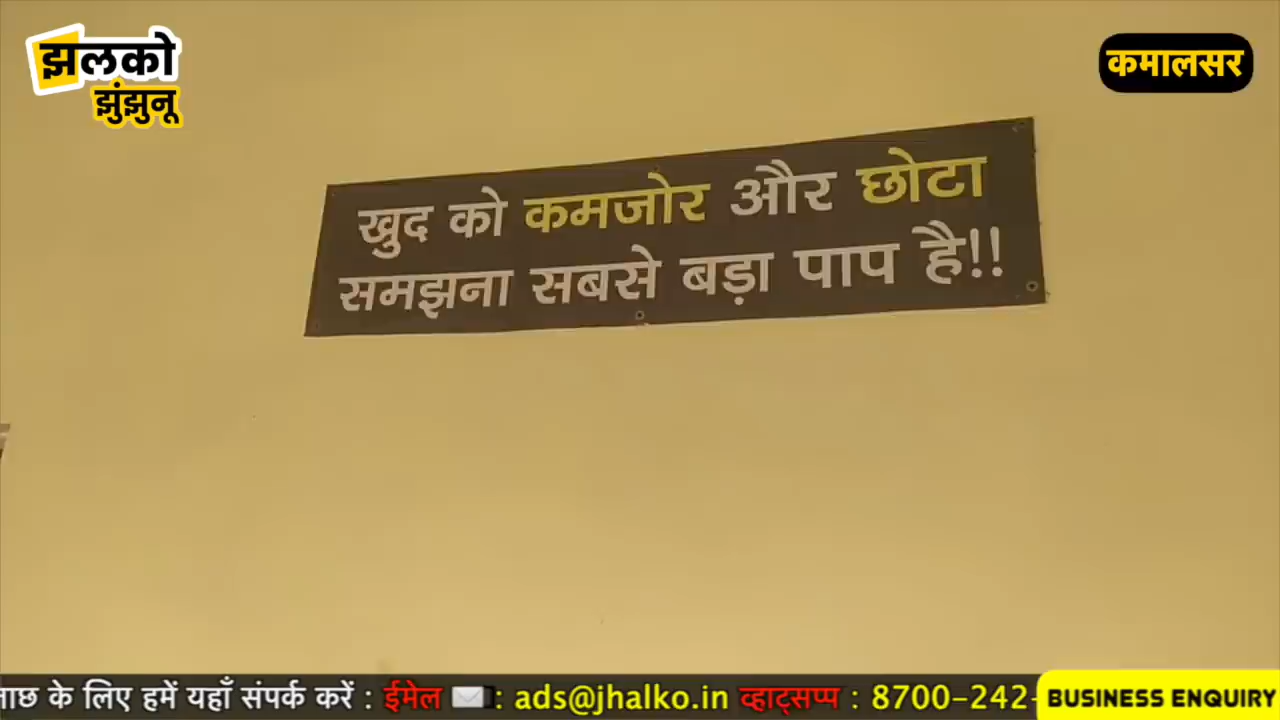 झलको
झुंझुनू
कमालसर
खुद को कमजोर और छोटा
समझना सबसे बड़ा पाप है!!
के लिए हमें यहाँ संपर्क करें : ईमेल : ads@jhalko.in व्हाट्सप्प : 8700-242-
BUSINESS ENQUIRY